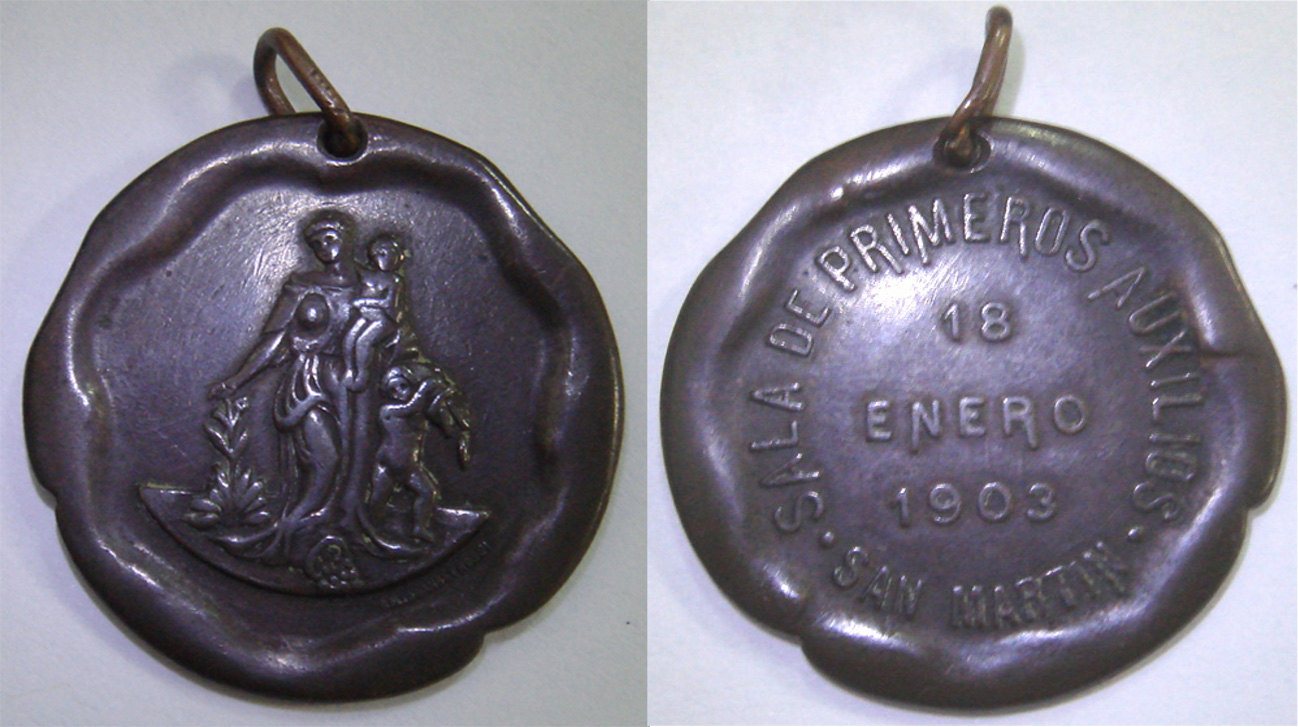 SALA DE PRIMEROS AUXILIOS
18
ENERO
1903
· SAN MARTIN ·